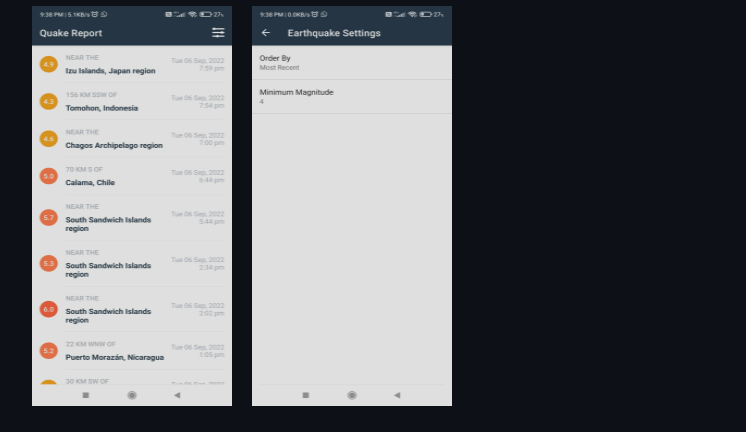 9:38 PM | 5.1KB/s
27%
Quake Report
4.9
NEAR THE
Izu Islands, Japan region
Tue 06 Sep, 2022
7:59 pm
4.3
156 KM SSW OF
Tomohon, Indonesia
Tue 06 Sep, 2022
7:54 pm
4.6
NEAR THE
Chagos Archipelago region
Tue 06 Sep, 2022
7:00 pm
5.0
70 KM S OF
Calama, Chile
Tue 06 Sep, 2022
6:44 pm
5.7
NEAR THE
South Sandwich Islands
region
Tue 06 Sep, 2022
5:44 pm
5.3
NEAR THE
South Sandwich Islands
region
Tue 06 Sep, 2022
2:34 pm
6.0
NEAR THE
South Sandwich Islands
region
Tue 06 Sep, 2022
2:02 pm
5.2
22 KM WNW OF
Puerto Morazán, Nicaragua
Tue 06 Sep, 2022
1:05 pm
30 KM SW OF
Tue 06 Sep, 2022
9:38 PM | 0.0KB/s
27%
Earthquake Settings
Order By
Most Recent
Minimum Magnitude
4